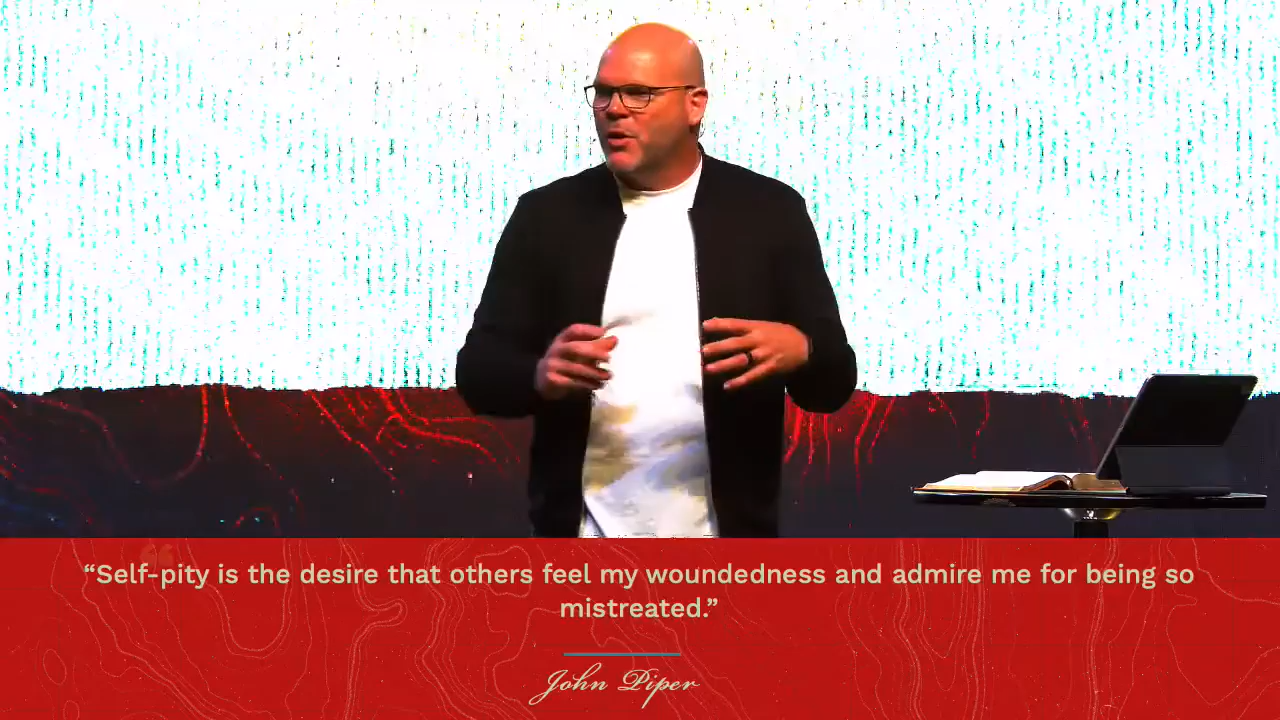 “Self-pity is the desire that others feel my woundedness and admire me for being so
mistreated.”
John Piper